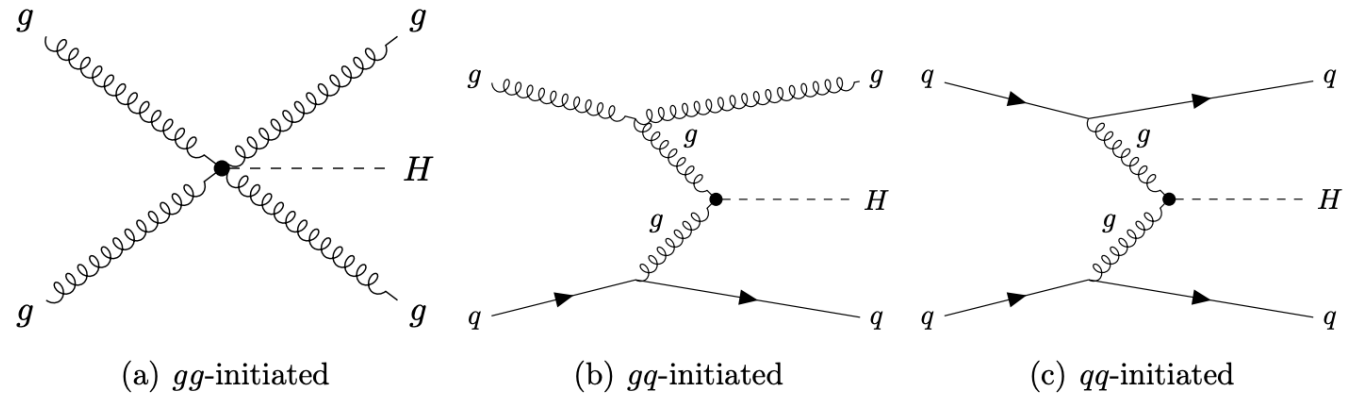 g g
H
g g
(a) gg-initiated
g g
g
H
g
q q
(b) gq-initiated
q q
g
H
g
q q
(c) qq-initiated